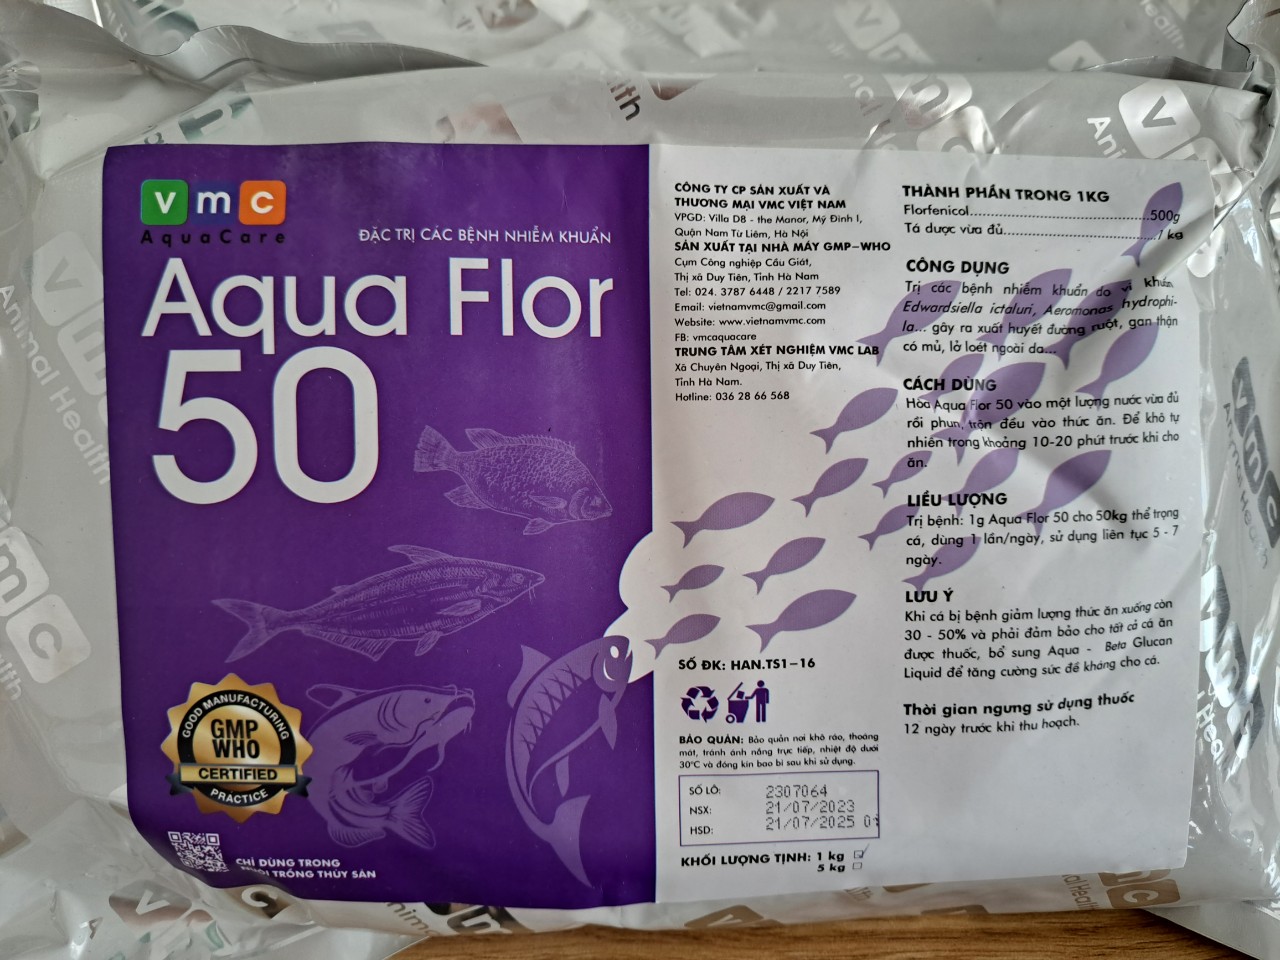 vmc
AquaCare
ĐẶC TRỊ CÁC BỆNH NHIỄM KHUẨN
Aqua Flor
50
GOOD MANUFACTURING
GMP
WHO
CERTIFIED
PRACTICE
CHỈ DÙNG TRONG
TRỒNG THỦY SẢN
CÔNG TY CP SẢN XUẤT VÀ
THƯƠNG MẠI VMC VIỆT NAM
VPGD: Villa D8 - the Manor, Mỹ Đình I,
Quận Nam Từ Liêm, Hà Nội
SẢN XUẤT TẠI NHÀ MÁY GMP-WHO
Cụm Công nghiệp Cầu Giát,
Thị xã Duy Tiên, Tỉnh Hà Nam
Tel: 024. 3787 6448 / 2217 7589
Email: vietnamvmc@gmail.com
Website: www.vietnamvmc.com
FB: vmcaquacare
TRUNG TÂM XÉT NGHIỆM VMC LAB
Xã Chuyên Ngoại, Thị xã Duy Tiên,
Tỉnh Hà Nam.
Hotline: 036 28 66 568
SỐ ĐK: HAN.TS1-16
BẢO QUẢN: Bảo quản nơi khô ráo, thoáng
mát, tránh ánh nắng trực tiếp, nhiệt độ dưới
30°C và đóng kín bao bì sau khi sử dụng.
SỐ LÔ: 2307064
NSX: 21/07/2023
HSD: 21/07/2025
KHỐI LƯỢNG TỊNH: 1 kg
5 kg
THÀNH PHẦN TRONG 1KG
Florfenicol..............................500g
Tá dược vừa đủ..........................1 kg
CÔNG DỤNG
Trị các bệnh nhiễm khuẩn do vi khuẩn
Edwardsiella ictaluri, Aeromonas hydrophi-
la... gây ra xuất huyết đường ruột, gan thận
có mủ, lở loét ngoài da...
CÁCH DÙNG
Hòa Aqua Flor 50 vào một lượng nước vừa đủ
rồi phun, trộn đều vào thức ăn. Để khô tự
nhiên trong khoảng 10-20 phút trước khi cho
ăn.
LIỀU LƯỢNG
Trị bệnh: 1g Aqua Flor 50 cho 50kg thể trọng
cá, dùng 1 lần/ngày, sử dụng liên tục 5 - 7
ngày.
LƯU Ý
Khi cá bị bệnh giảm lượng thức ăn xuống còn
30 - 50% và phải đảm bảo cho tất cả cá ăn
được thuốc, bổ sung Aqua - Beta Glucan
Liquid để tăng cường sức đề kháng cho cá.
Thời gian ngưng sử dụng thuốc
12 ngày trước khi thu hoạch.
vmc
Animal Health